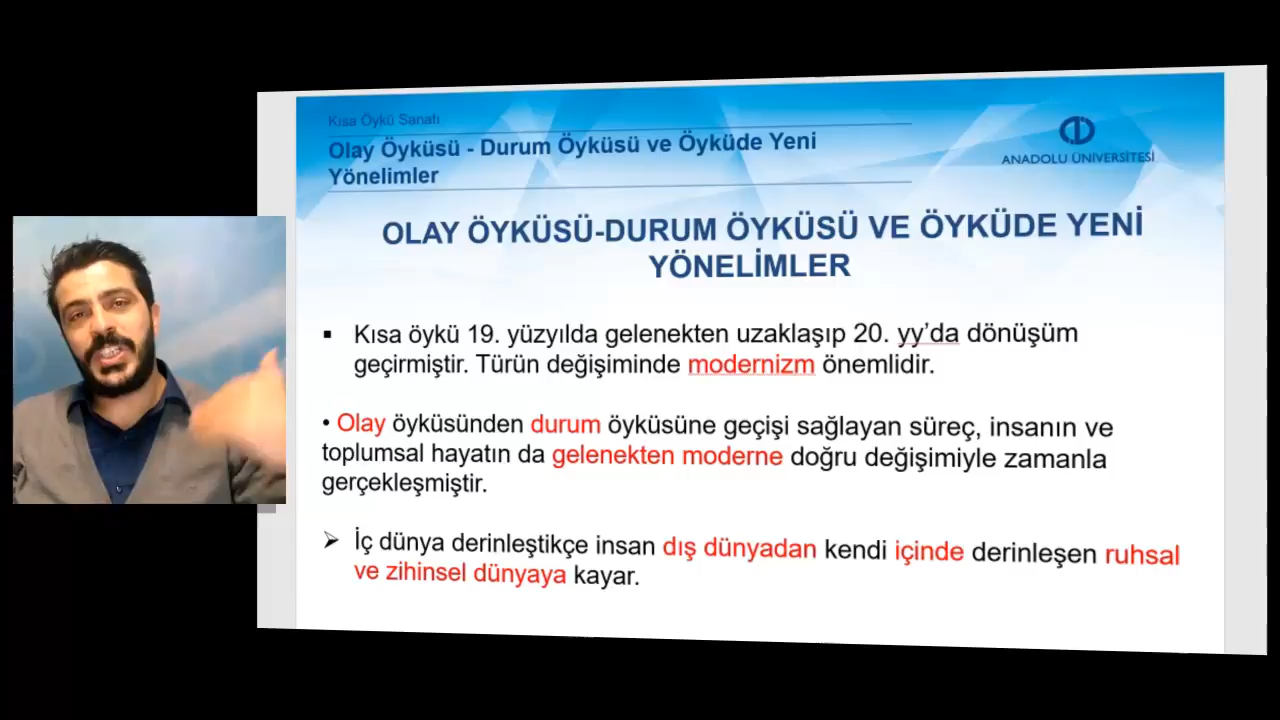 Kısa Öykü Sanatı
Olay Öyküsü - Durum Öyküsü ve Öyküde Yeni
Yönelimler
ANADOLU ÜNİVERSİTESİ
OLAY ÖYKÜSÜ-DURUM ÖYKÜSÜ VE ÖYKÜDE YENİ
YÖNELİMLER
▪ Kısa öykü 19. yüzyılda gelenekten uzaklaşıp 20. yy’da dönüşüm
geçirmiştir. Türün değişiminde modernizm önemlidir.
• Olay öyküsünden durum öyküsüne geçişi sağlayan süreç, insanın ve
toplumsal hayatın da gelenekten moderne doğru değişimiyle zamanla
gerçekleşmiştir.
➢ İç dünya derinleştikçe insan dış dünyadan kendi içinde derinleşen ruhsal
ve zihinsel dünyaya kayar.